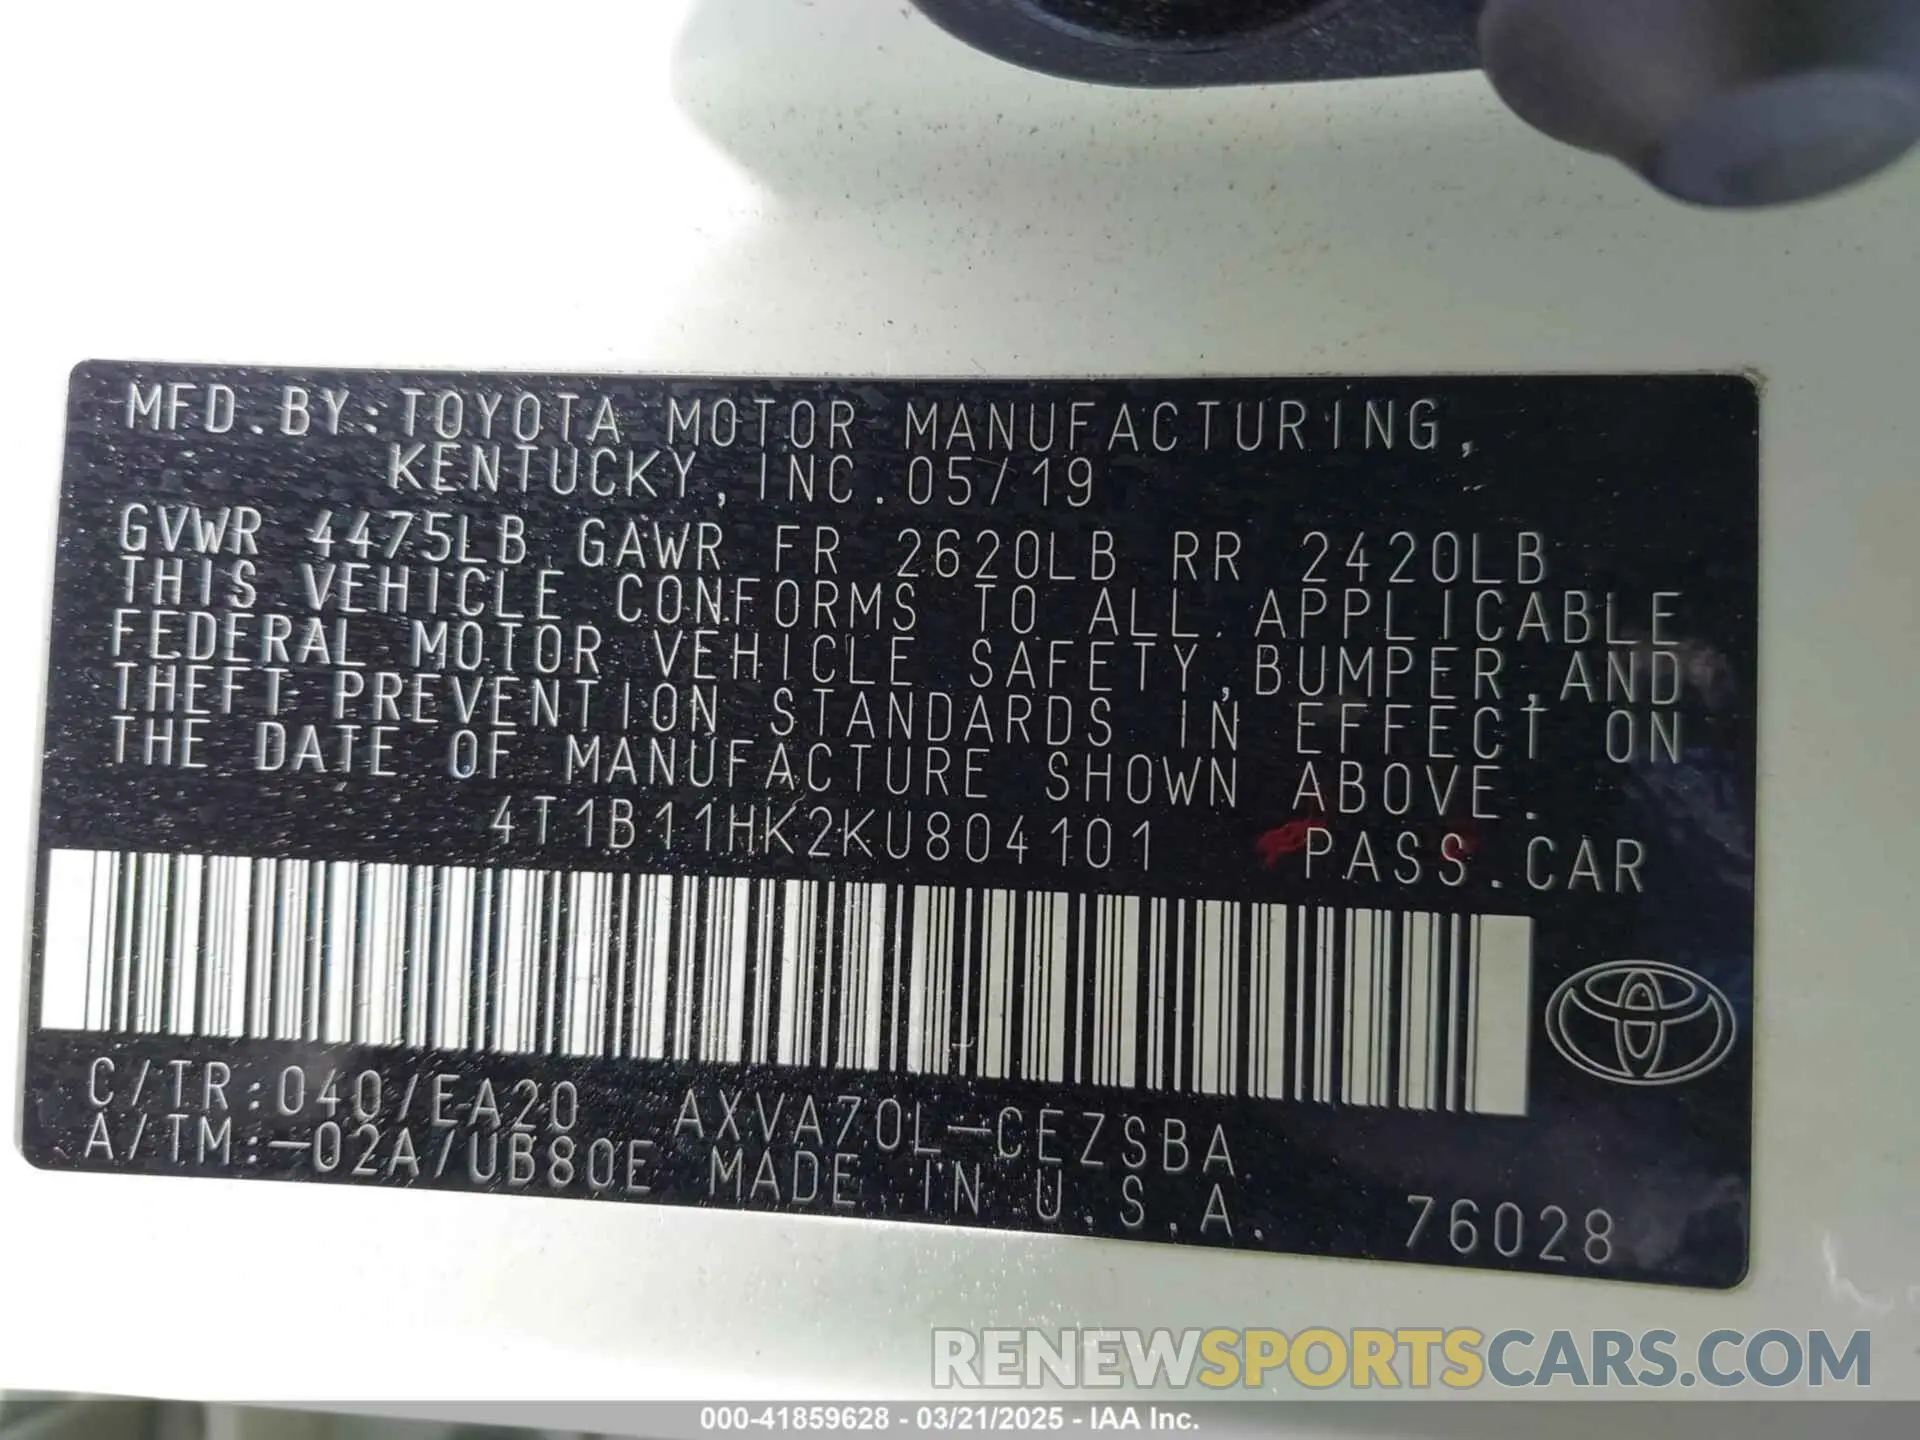 MFD.BY:TOYOTA MOTOR MANUFACTURING,
KENTUCKY,INC.05/19
GVWR 4475LB GAWR FR 2620LB RR 2420LB
THIS VEHICLE CONFORMS TO ALL APPLICABLE
FEDERAL MOTOR VEHICLE SAFETY,BUMPER,AND
THEFT PREVENTION STANDARDS IN EFFECT ON
THE DATE OF MANUFACTURE SHOWN ABOVE.
4T1B11HK2KU804101 PASS.CAR
C/TR:040/EA20 AXVA70L-CEZSBA
A/TM:-02A/UB80E MADE IN U.S.A.
76028
RENEWSPORTSCARS.COM
000-41859628 - 03/21/2025 - IAA Inc.